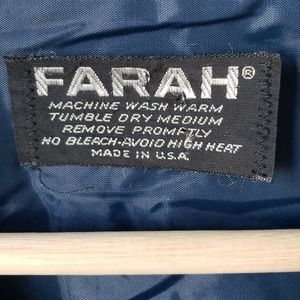 FARAH®
MACHINE WASH WARM
TUMBLE DRY MEDIUM
REMOVE PROMPTLY
NO BLEACH-AVOID HIGH HEAT
MADE IN U.S.A.